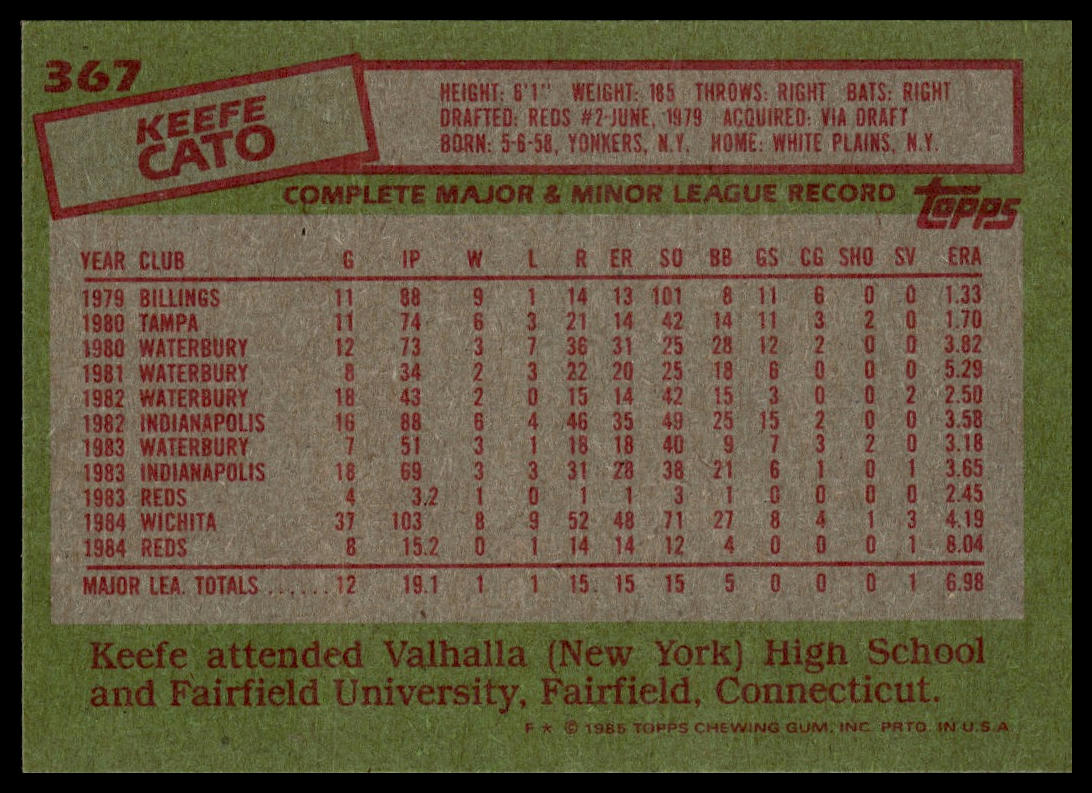 367
KEEFE
CATO
HEIGHT: 6'1" WEIGHT: 185 THROWS: RIGHT BATS: RIGHT
DRAFTED: REDS #2-JUNE, 1979 ACQUIRED: VIA DRAFT
BORN: 5-6-58, YONKERS, N.Y. HOME: WHITE PLAINS, N.Y.
COMPLETE MAJOR & MINOR LEAGUE RECORD
TOPPS
YEAR CLUB G IP W L R ER SO BB GS CG SHO SV ERA
1979 BILLINGS 11 88 9 1 14 13 101 8 11 6 0 0 1.33
1980 TAMPA 11 74 6 3 21 14 42 14 11 3 2 0 1.70
1980 WATERBURY 12 73 3 7 36 31 25 28 12 2 0 0 3.82
1981 WATERBURY 8 34 2 3 22 20 25 18 6 0 0 0 5.29
1982 WATERBURY 18 43 2 0 15 14 42 15 3 0 0 2 2.50
1982 INDIANAPOLIS 16 88 6 4 46 35 49 25 15 2 0 0 3.58
1983 WATERBURY 7 51 3 1 18 18 40 9 7 3 2 0 3.18
1983 INDIANAPOLIS 18 69 3 3 31 28 38 21 6 1 0 1 3.65
1983 REDS 4 3.2 1 0 1 1 3 1 0 0 0 0 2.45
1984 WICHITA 37 103 8 9 52 48 71 27 8 4 1 3 4.19
1984 REDS 8 15.2 0 1 14 14 12 4 0 0 0 1 8.04
MAJOR LEA. TOTALS ...... 12 19.1 1 1 15 15 15 5 0 0 0 1 6.98
Keefe attended Valhalla (New York) High School
and Fairfield University, Fairfield, Connecticut.
F * © 1985 TOPPS CHEWING GUM, INC. PRTD. IN U.S.A.